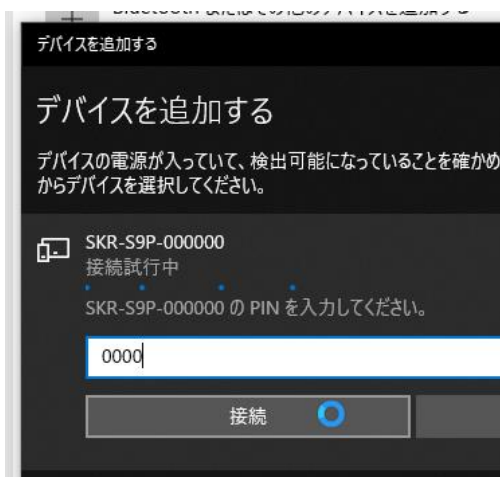 デバイスを追加する
デバイスを追加する
デバイスの電源が入っていて、検出可能になっていることを確かめ
からデバイスを選択してください。
SKR-S9P-000000
接続試行中
SKR-S9P-000000 の PIN を入力してください。
0000
接続